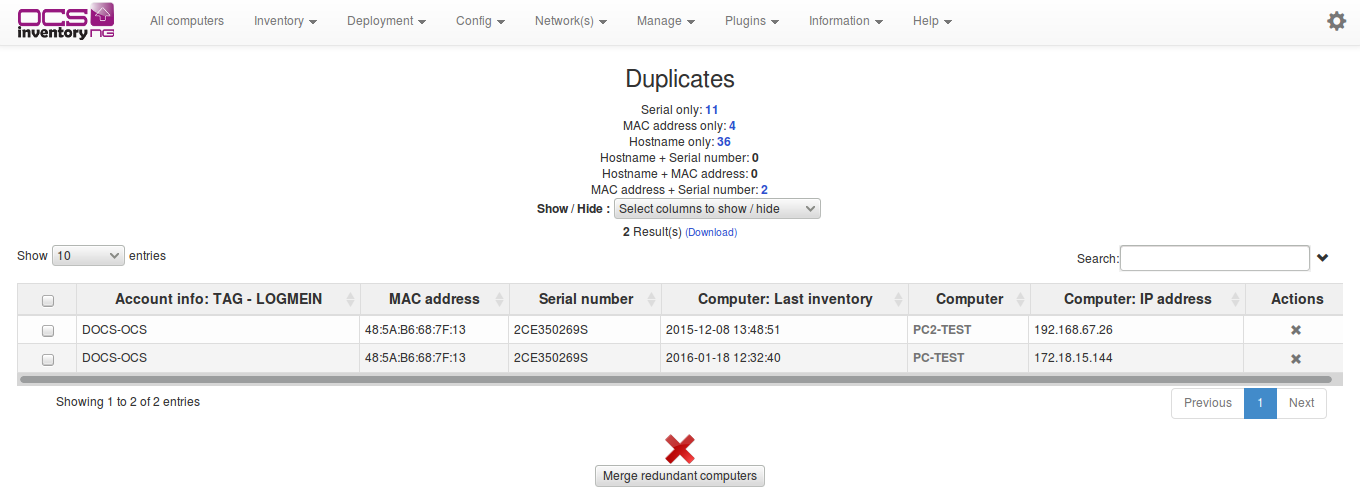 OCS inventory NG
All computers Inventory Deployment Config Network(s) Manage Plugins Information Help
Duplicates
Serial only: 11
MAC address only: 4
Hostname only: 36
Hostname + Serial number: 0
Hostname + MAC address: 0
MAC address + Serial number: 2
Show / Hide : Select columns to show / hide
2 Result(s) (Download)
Show 10 entries Search:
Account info: TAG - LOGMEIN MAC address Serial number Computer: Last inventory Computer Computer: IP address Actions
DOCS-OCS 48:5A:B6:68:7F:13 2CE350269S 2015-12-08 13:48:51 PC2-TEST 192.168.67.26
DOCS-OCS 48:5A:B6:68:7F:13 2CE350269S 2016-01-18 12:32:40 PC-TEST 172.18.15.144
Showing 1 to 2 of 2 entries Previous 1 Next
Merge redundant computers